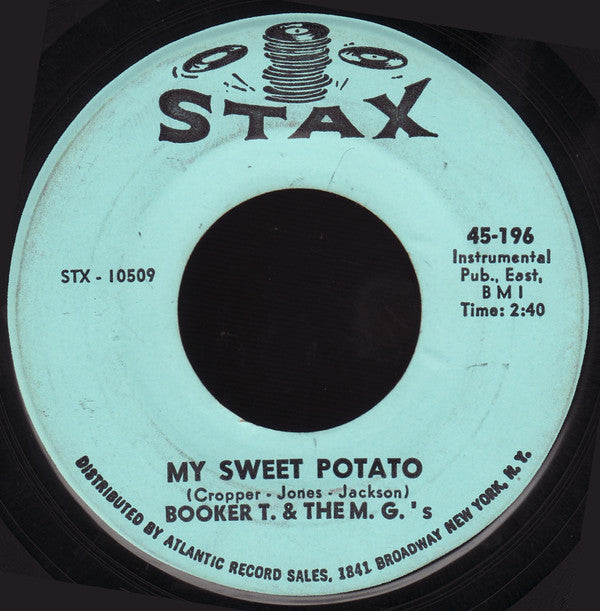 STAX
45-196
Instrumental
Pub., East,
B M I
Time: 2:40
STX - 10509
MY SWEET POTATO
(Cropper - Jones - Jackson)
BOOKER T. & THE M. G.'s
DISTRIBUTED BY ATLANTIC RECORD SALES, 1841 BROADWAY NEW YORK, N. Y.